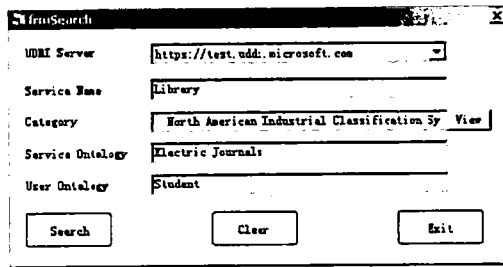 frmSearch
UDDI Server https://test.uddi.microsoft.com
Service Name Library
Category North American Industrial Classification Sy View
Service Ontology Electric Journals
User Ontology Student
Search Clear Exit